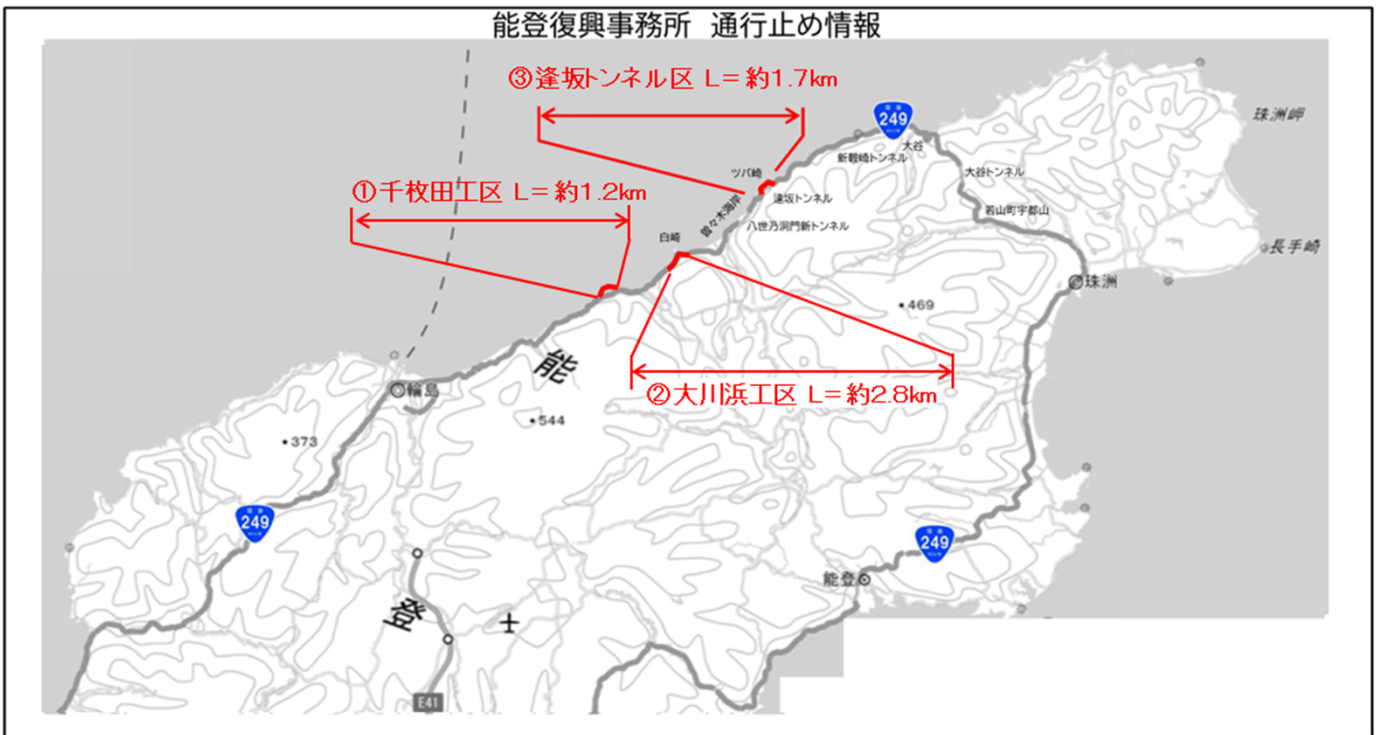 能登復興事務所 通行止め情報
③逢坂トンネル区 L=約1.7km
249
珠洲岬
大谷
新毅崎トンネル
ツバ崎
大谷トンネル
①千枚田工区 L=約1.2km
逢坂トンネル
曽々木海岸
若山町宇都山
八世乃洞門新トンネル
白崎
長手崎
珠洲
469
②大川浜工区 L=約2.8km
能
輪島
544
373
249
249
能登
登
E41